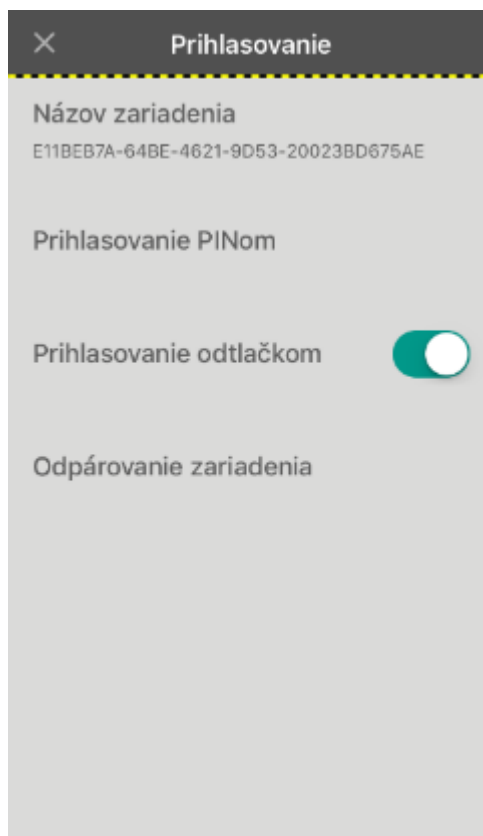 Prihlasovanie
Názov zariadenia
E11BEB7A-64BE-4621-9D53-20023BD675AE
Prihlasovanie PINom
Prihlasovanie odtlačkom
Odpárovanie zariadenia